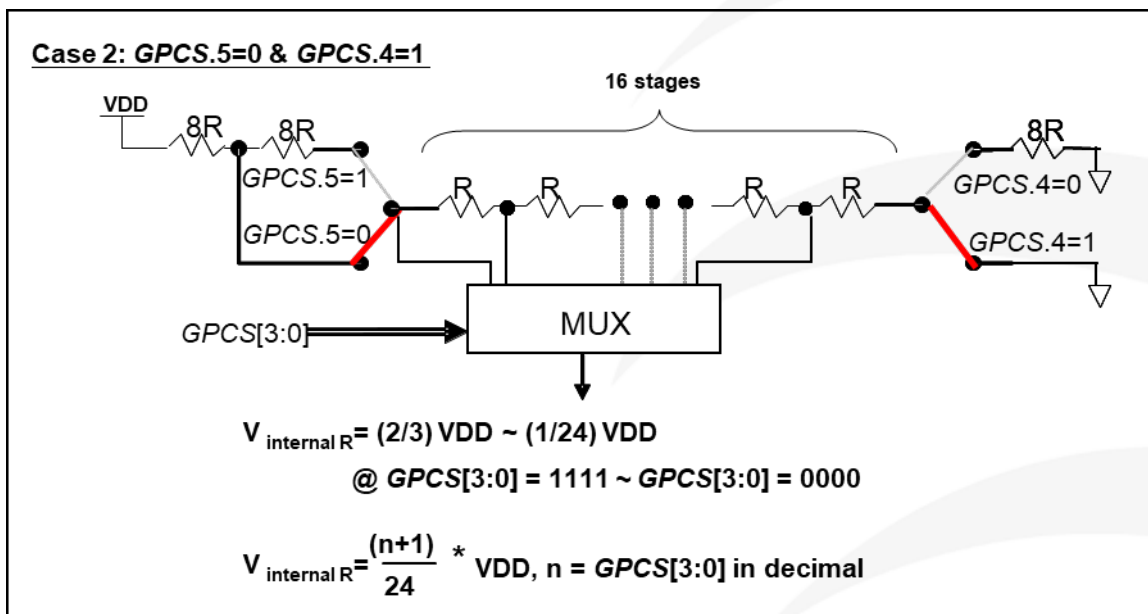 Case 2: GPCS.5=0 & GPCS.4=1
16 stages
VDD
8R
8R
8R
GPCS.5=1
R
R
R
R
GPCS.4=0
GPCS.5=0
GPCS.4=1
MUX
GPCS[3:0]
V internal R= (2/3) VDD ~ (1/24) VDD
@ GPCS[3:0] = 1111 ~ GPCS[3:0] = 0000
V internal R= (n+1) / 24 * VDD, n = GPCS[3:0] in decimal